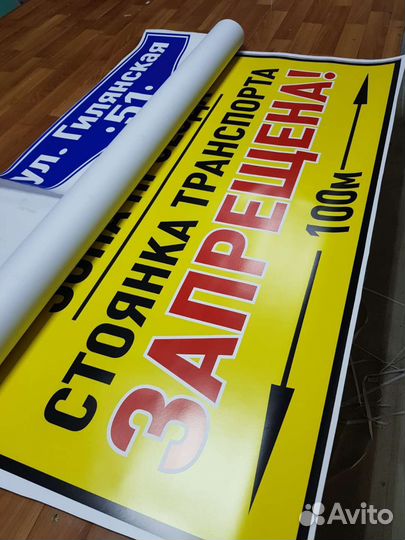 ул. Гилянская
·51·
СТОЯНКА ТРАНСПОРТА
ЗАПРЕЩЕНА!
100м
Avito